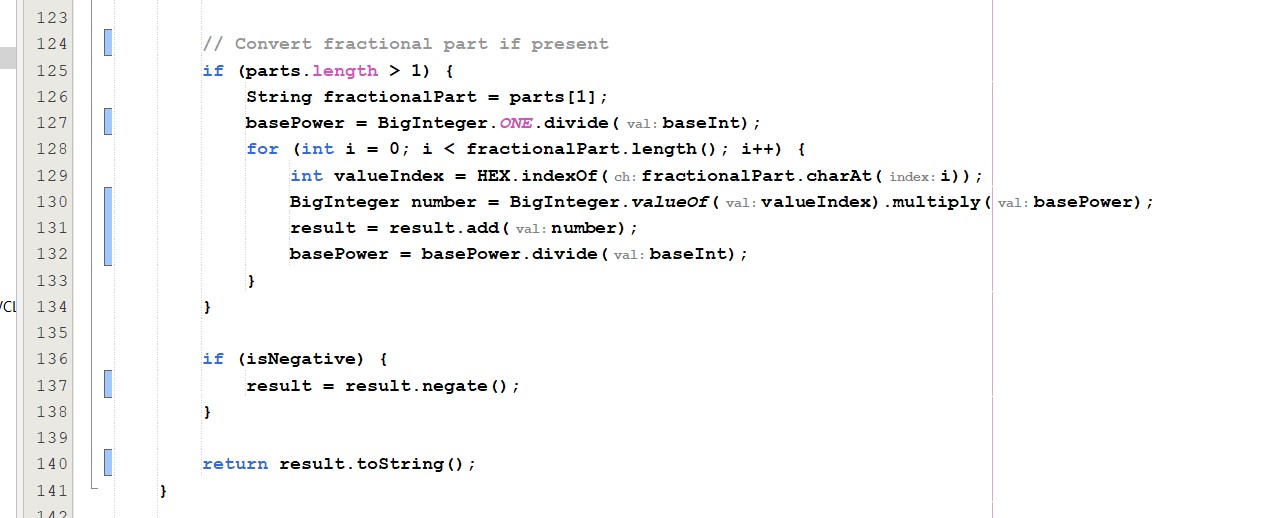 123
124 // Convert fractional part if present
125 if (parts.length > 1) {
126 String fractionalPart = parts[1];
127 basePower = BigInteger.ONE.divide( val: baseInt);
128 for (int i = 0; i < fractionalPart.length(); i++) {
129 int valueIndex = HEX.indexOf( ch: fractionalPart.charAt( index: i));
130 BigInteger number = BigInteger.valueOf( val: valueIndex).multiply( val: basePower);
131 result = result.add( val: number);
132 basePower = basePower.divide( val: baseInt);
133 }
134 }
135
/CL
136 if (isNegative) {
137 result = result.negate();
138 }
139
140 return result.toString();
141 }
142